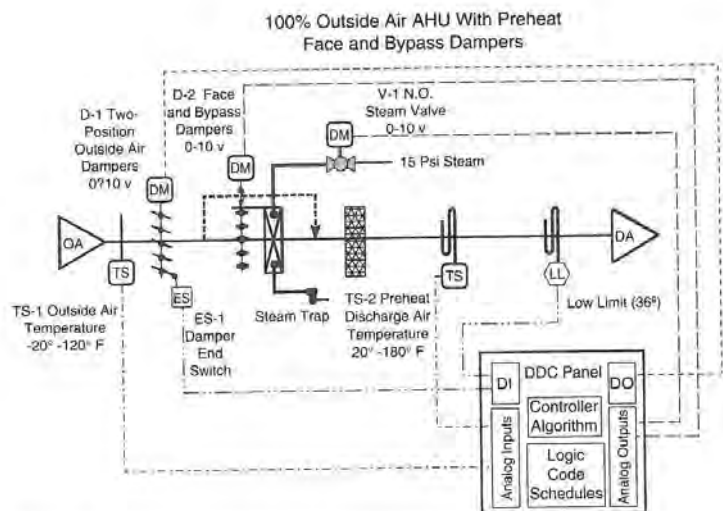 100% Outside Air AHU With Preheat
Face and Bypass Dampers
D-2 Face
and Bypass
Dampers
0-10 v
V-1 N.O.
Steam Valve
0-10 v
D-1 Two-
Position
Outside Air
Dampers
0?10 v
DM
DM
DM
15 Psi Steam
OA
DA
TS
ES
TS
LL
TS-1 Outside Air
Temperature
-20° -120° F
ES-1
Damper
End
Switch
Steam Trap
TS-2 Preheat
Discharge Air
Temperature
20° -180° F
Low Limit (36º)
DDC Panel
DI
DO
Controller
Algorithm
Logic
Code
Schedules
Analog Inputs
Analog Outputs